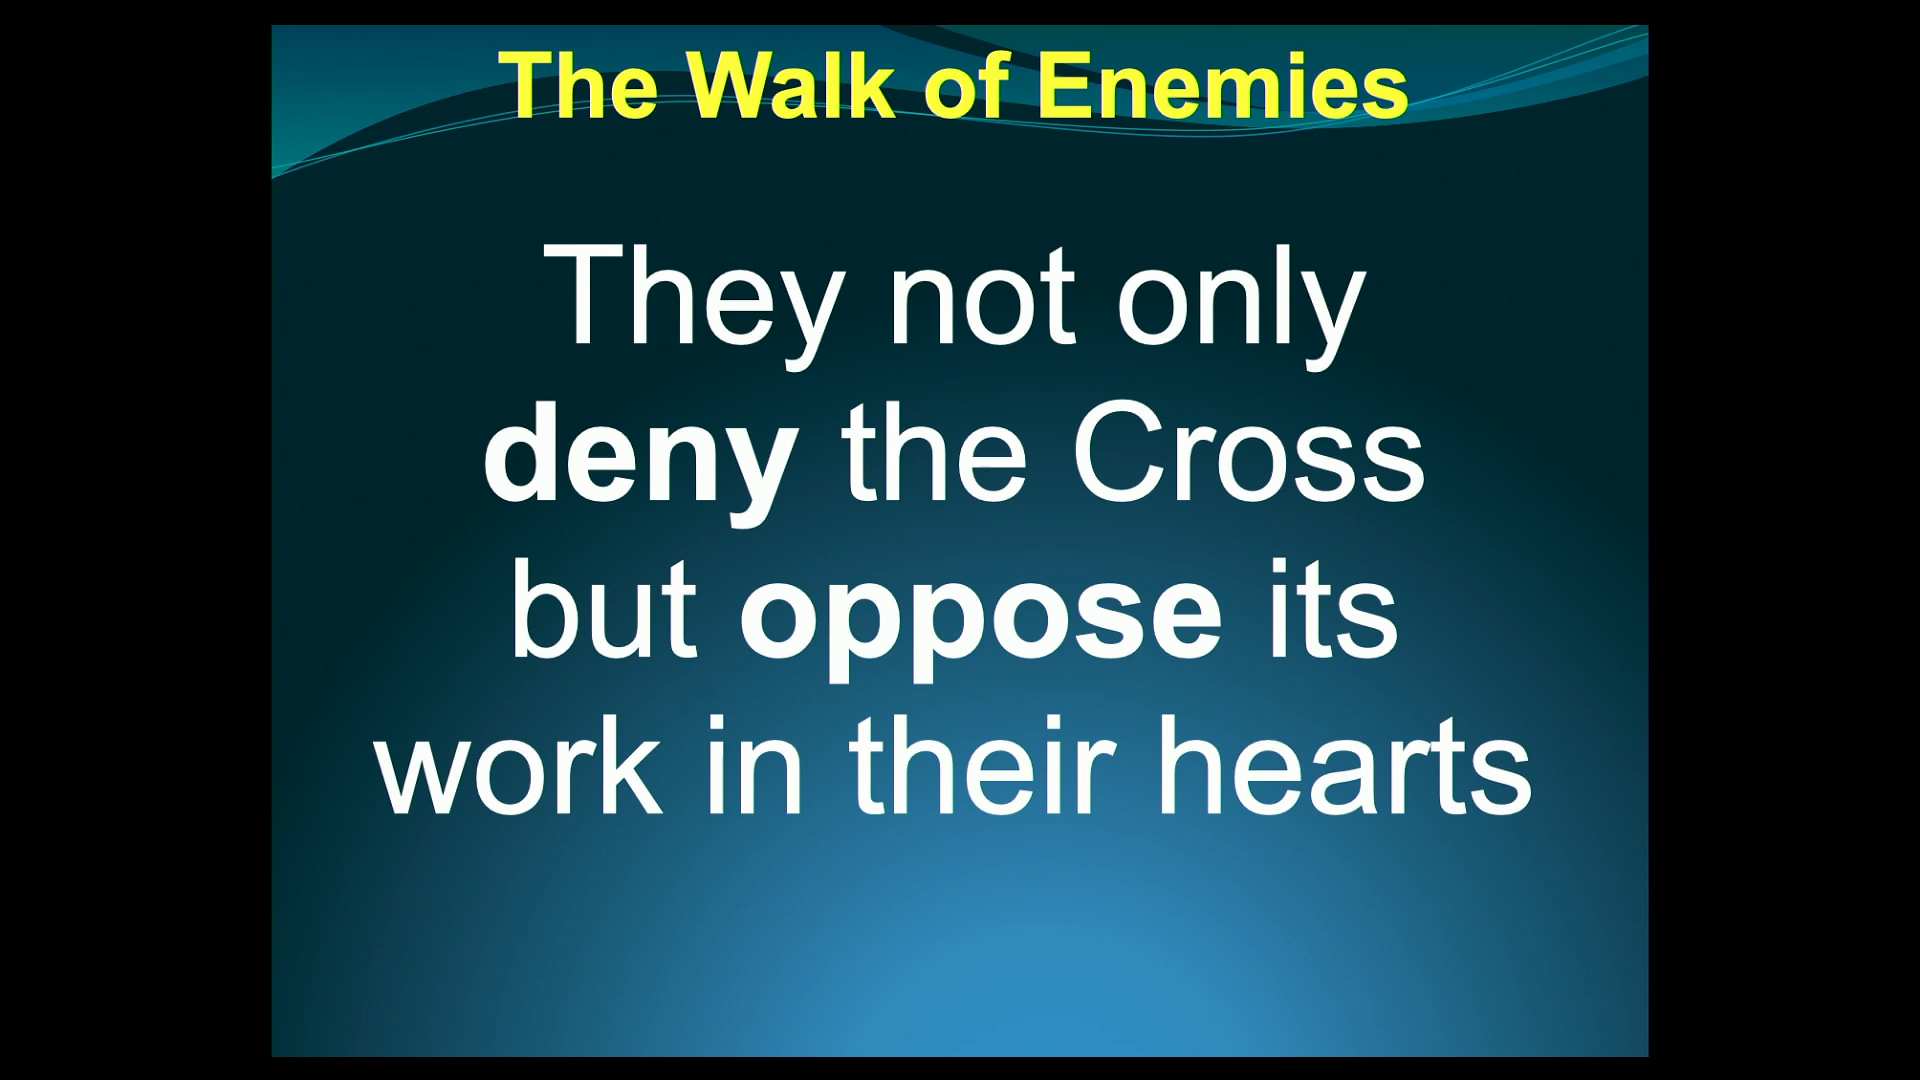 The Walk of Enemies
They not only
deny the Cross
but oppose its
work in their hearts